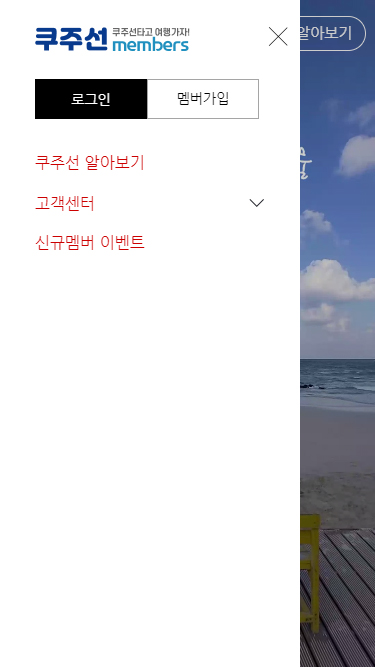 쿠주선 쿠주선타고 여행가자!
members
알아보기
로그인 멤버가입
쿠주선 알아보기
고객센터
신규멤버 이벤트